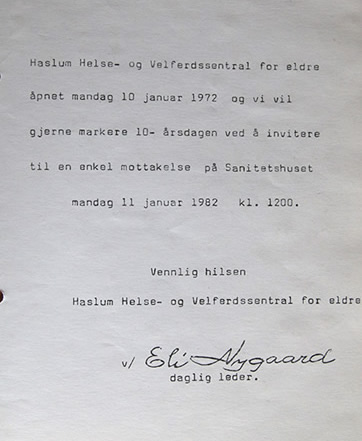 Haslum Helse- og Velferdssentral for eldre
åpnet mandag 10 januar 1972 og vi vil
gjerne markere 10- årsdagen ved å invitere
til en enkel mottakelse på Sanitetshuset
mandag 11 januar 1982 kl. 1200.
Vennlig hilsen
Haslum Helse- og Velferdssentral for eldre
v/ Eli Nygaard
daglig leder.